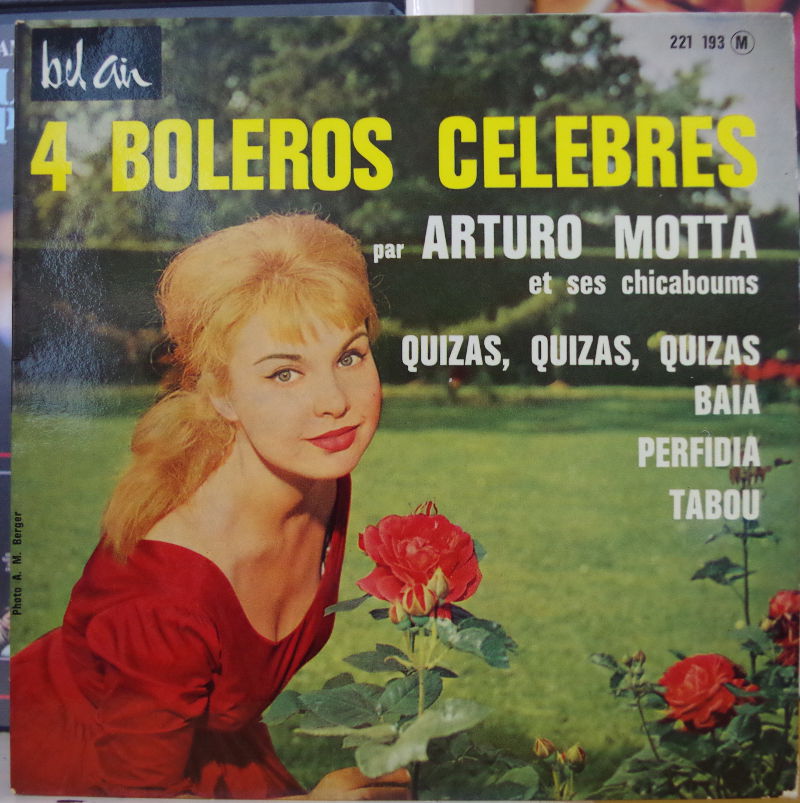 bel air
221 193 M
4 BOLEROS CELEBRES
par ARTURO MOTTA
et ses chicaboums
QUIZAS, QUIZAS, QUIZAS
BAIA
PERFIDIA
TABOU
Photo A. M. Berger